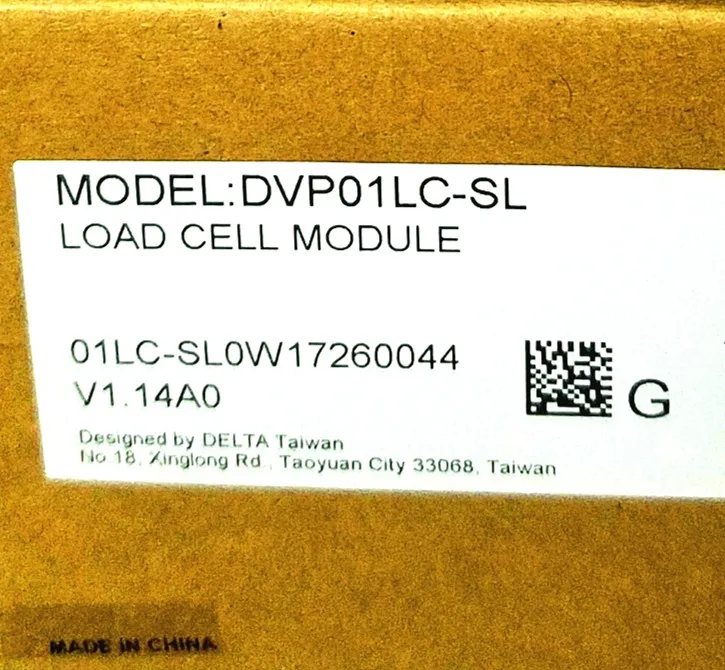 MODEL:DVP01LC-SL
LOAD CELL MODULE
01LC-SL0W17260044
V1.14A0
G
Designed by DELTA Taiwan
No 18, Xinglong Rd., Taoyuan City 33068, Taiwan
MADE IN CHINA